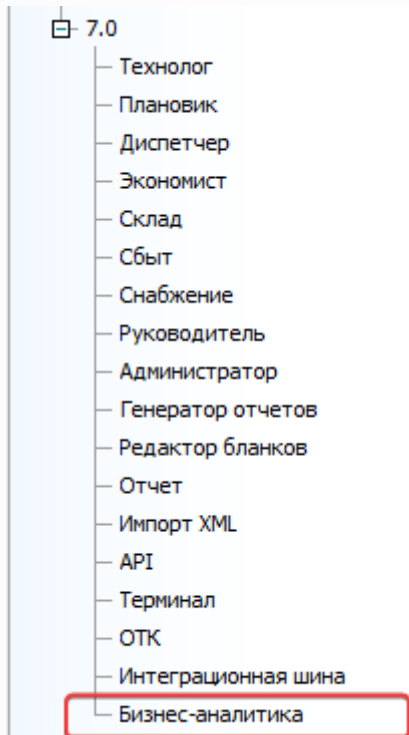 7.0
Технолог
Плановик
Диспетчер
Экономист
Склад
Сбыт
Снабжение
Руководитель
Администратор
Генератор отчетов
Редактор бланков
Отчет
Импорт XML
API
Терминал
ОТК
Интеграционная шина
Бизнес-аналитика